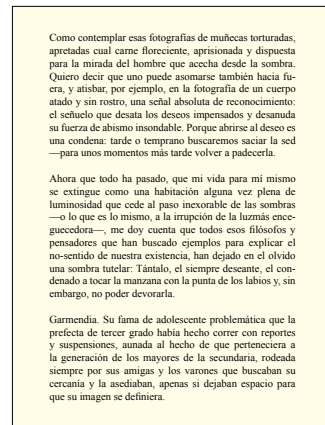 Como contemplar esas fotografías de muñecas torturadas,
apretadas cual carne floreciente, aprisionada y dispuesta
para la mirada del hombre que acecha desde la sombra.
Quiero decir que uno puede asomarse también hacia fu-
era, y atisbar, por ejemplo, en la fotografía de un cuerpo
atado y sin rostro, una señal absoluta de reconocimiento:
el señuelo que desata los deseos impensados y desanuda
su fuerza de abismo insondable. Porque abrirse al deseo es
una condena: tarde o temprano buscaremos saciar la sed
—para unos momentos más tarde volver a padecerla.
Ahora que todo ha pasado, que mi vida para mí mismo
se extingue como una habitación alguna vez plena de
luminosidad que cede al paso inexorable de las sombras
—o lo que es lo mismo, a la irrupción de la luzmás ence-
guecedora—, me doy cuenta que todos esos filósofos y
pensadores que han buscado ejemplos para explicar el
no-sentido de nuestra existencia, han dejado en el olvido
una sombra tutelar: Tántalo, el siempre deseante, el con-
denado a tocar la manzana con la punta de los labios y, sin
embargo, no poder devorarla.
Garmendia. Su fama de adolescente problemática que la
prefecta de tercer grado había hecho correr con reportes
y suspensiones, aunada al hecho de que perteneciera a
la generación de los mayores de la secundaria, rodeada
siempre por sus amigas y los varones que buscaban su
cercanía y la asediaban, apenas si dejaban espacio para
que su imagen se definiera.